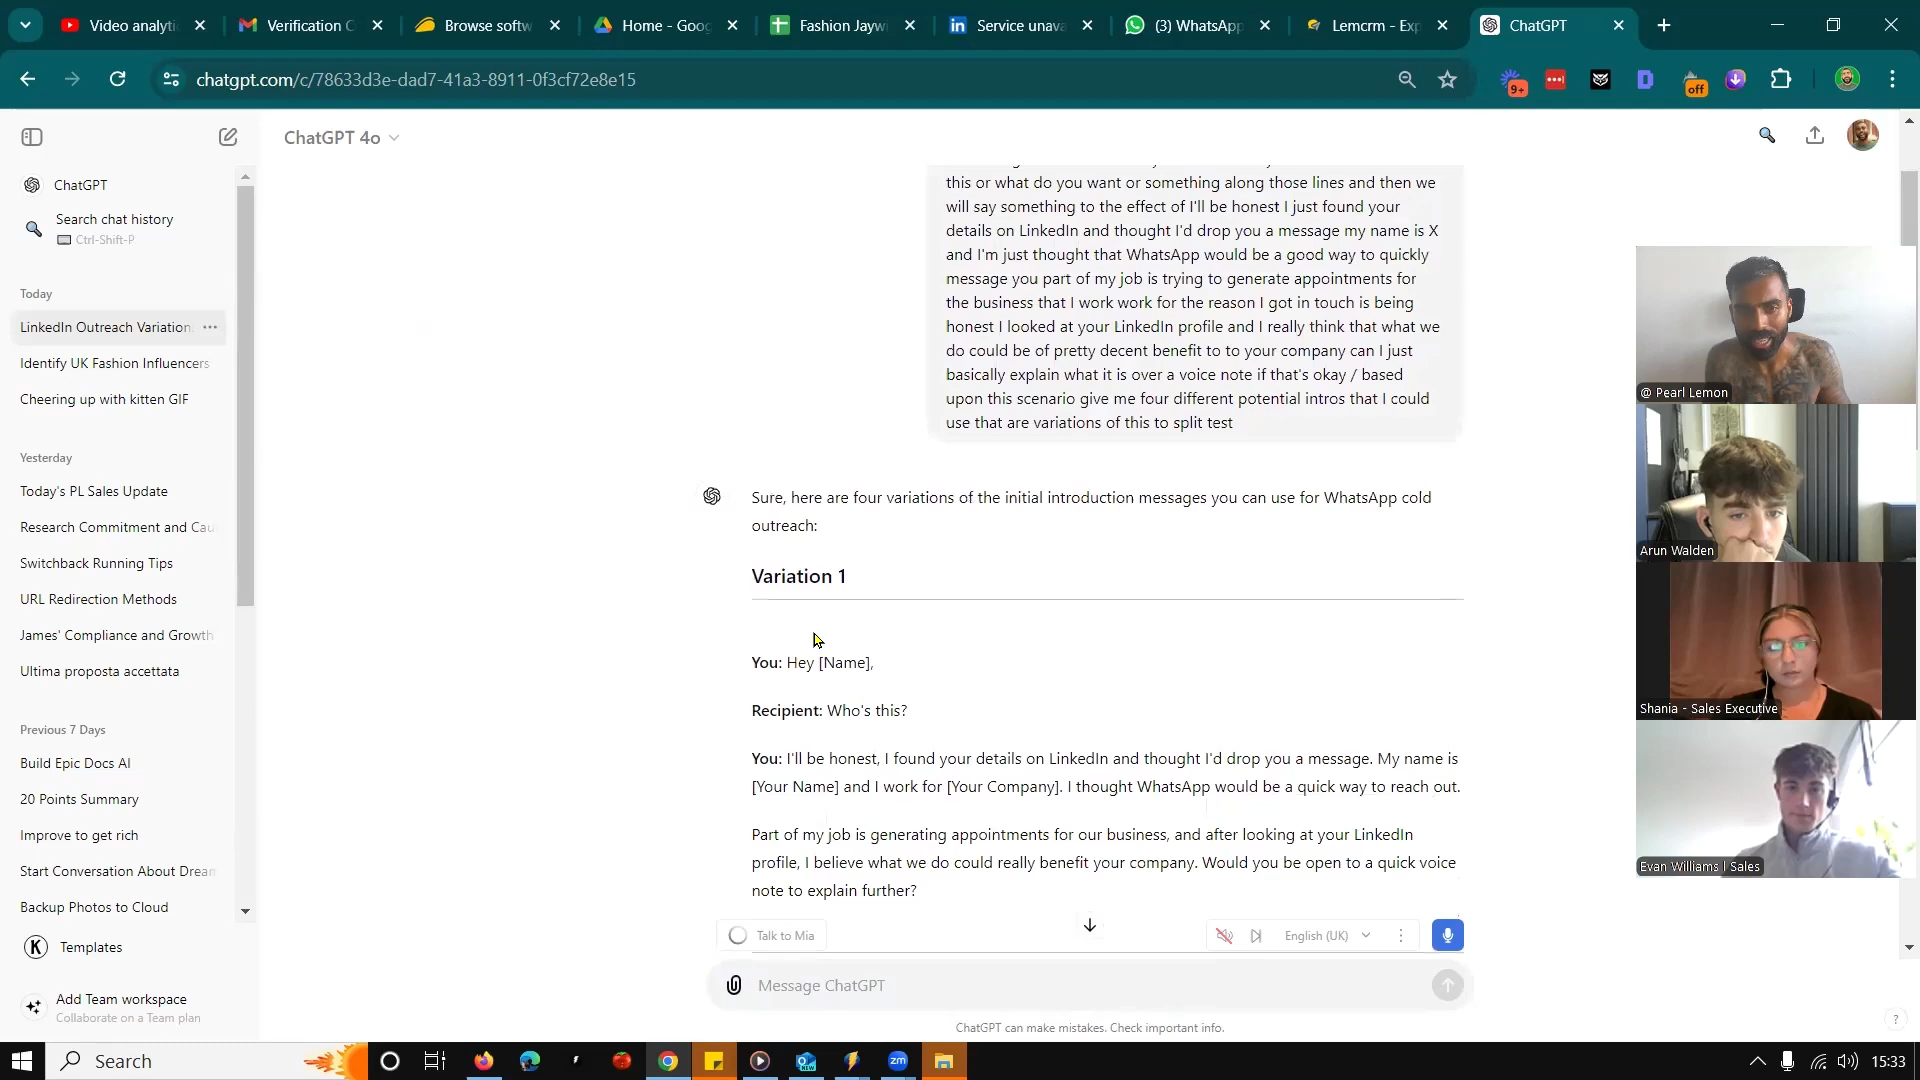 Video analyti
Verification C
Browse softw
Home - Goog
Fashion Jayw
Service unava
(3) WhatsApp
Lemcrm - Exp
ChatGPT
chatgpt.com/c/78633d3e-dad7-41a3-8911-0f3cf72e8e15
9+
off
ChatGPT 4o
ChatGPT
Search chat history
Ctrl-Shift-P
Today
LinkedIn Outreach Variation
Identify UK Fashion Influencers
Cheering up with kitten GIF
Yesterday
Today's PL Sales Update
Research Commitment and Cau
Switchback Running Tips
URL Redirection Methods
James' Compliance and Growth
Ultima proposta accettata
Previous 7 Days
Build Epic Docs AI
20 Points Summary
Improve to get rich
Start Conversation About Drean
Backup Photos to Cloud
K Templates
Add Team workspace
Collaborate on a Team plan
this or what do you want or something along those lines and then we
will say something to the effect of I'll be honest I just found your
details on LinkedIn and thought I'd drop you a message my name is X
and I'm just thought that WhatsApp would be a good way to quickly
message you part of my job is trying to generate appointments for
the business that I work work for the reason I got in touch is being
honest I looked at your LinkedIn profile and I really think that what we
do could be of pretty decent benefit to to your company can I just
basically explain what it is over a voice note if that's okay / based
upon this scenario give me four different potential intros that I could
use that are variations of this to split test
Sure, here are four variations of the initial introduction messages you can use for WhatsApp cold
outreach:
Variation 1
You: Hey [Name],
Recipient: Who's this?
You: I'll be honest, I found your details on LinkedIn and thought I'd drop you a message. My name is
[Your Name] and I work for [Your Company]. I thought WhatsApp would be a quick way to reach out.
Part of my job is generating appointments for our business, and after looking at your LinkedIn
profile, I believe what we do could really benefit your company. Would you be open to a quick voice
note to explain further?
Talk to Mia
English (UK)
Message ChatGPT
ChatGPT can make mistakes. Check important info.
?
@ Pearl Lemon
Arun Walden
Shania - Sales Executive
Evan Williams | Sales
Search
NEW
zm
15:33